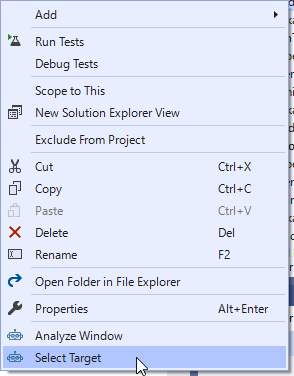 Add
Run Tests
Debug Tests
Scope to This
New Solution Explorer View
Exclude From Project
Cut Ctrl+X
Copy Ctrl+C
Paste Ctrl+V
Delete Del
Rename F2
Open Folder in File Explorer
Properties Alt+Enter
Analyze Window
Select Target